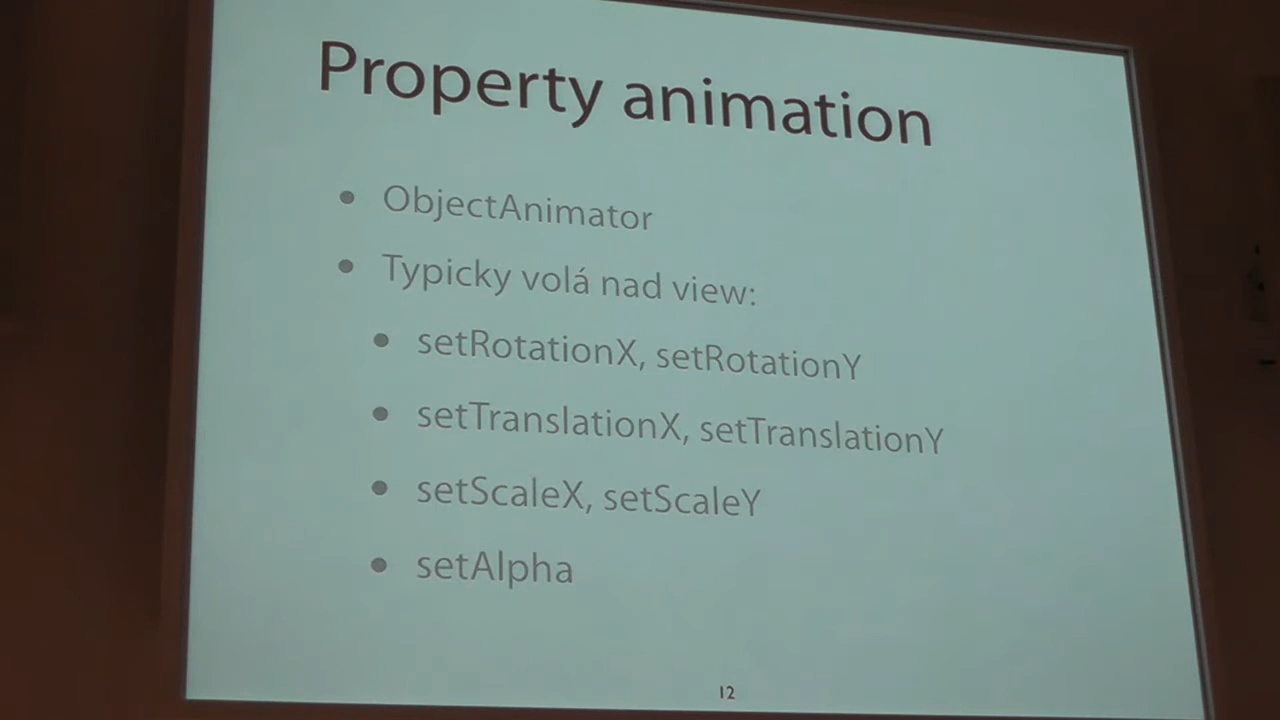 Property animation
• ObjectAnimator
• Typicky volá nad view:
• setRotationX, setRotationY
• setTranslationX, setTranslationY
• setScaleX, setScaleY
• setAlpha
12